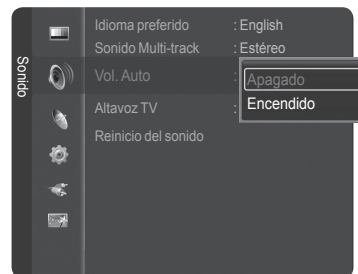 Sonido
Idioma preferido : English
Sonido Multi-track : Estéreo
Vol. Auto : Apagado
Encendido
Altavoz TV :
Reinicio del sonido